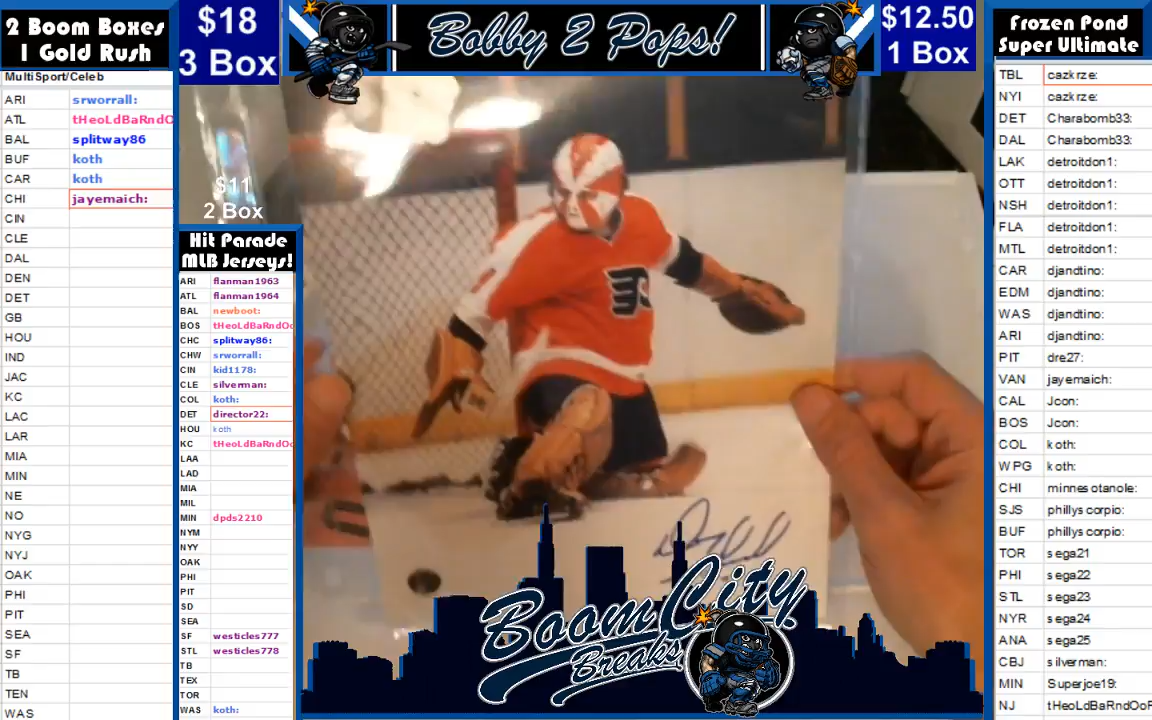 2 Boom Boxes
1 Gold Rush
MultiSport/Celeb
ARI srworrall:
ATL tHeoLdBaRndO
BAL splitway86
BUF koth
CAR koth
CHI jayemaich:
CIN
CLE
DAL
DEN
DET
GB
HOU
IND
JAC
KC
LAC
LAR
MIA
MIN
NE
NO
NYG
NYJ
OAK
PHI
PIT
SEA
SF
TB
TEN
WAS
$18
3 Box
$11
2 Box
Hit Parade
MLB Jerseys!
ARI flanman1963
ATL flanman1964
BAL newboot:
BOS tHeoLdBaRndOo
CHC splitway86:
CHW srworrall:
CIN kid1178:
CLE silverman:
COL koth:
DET director22:
HOU koth
KC tHeoLdBaRndOo
LAA
LAD
MIA
MIL
MIN dpds2210
NYM
NYY
OAK
PHI
PIT
SD
SEA
SF westicles777
STL westicles778
TB
TEX
TOR
WAS koth:
Bobby 2 Pops!
$12.50
1 Box
Boom City
Breaks
Frozen Pond
Super Ultimate
TBL cazkrze:
NYI cazkrze:
DET Charabomb33:
DAL Charabomb33:
LAK detroitdon1:
OTT detroitdon1:
NSH detroitdon1:
FLA detroitdon1:
MTL detroitdon1:
CAR djandtino:
EDM djandtino:
WAS djandtino:
ARI djandtino:
PIT dre27:
VAN jayemaich:
CAL Jcon:
BOS Jcon:
COL koth:
WPG koth:
CHI minnesotanole:
SJS phillyscorpio:
BUF phillyscorpio:
TOR sega21
PHI sega22
STL sega23
NYR sega24
ANA sega25
CBJ silverman:
MIN Superjoe19:
NJ tHeoLdBaRndOoF